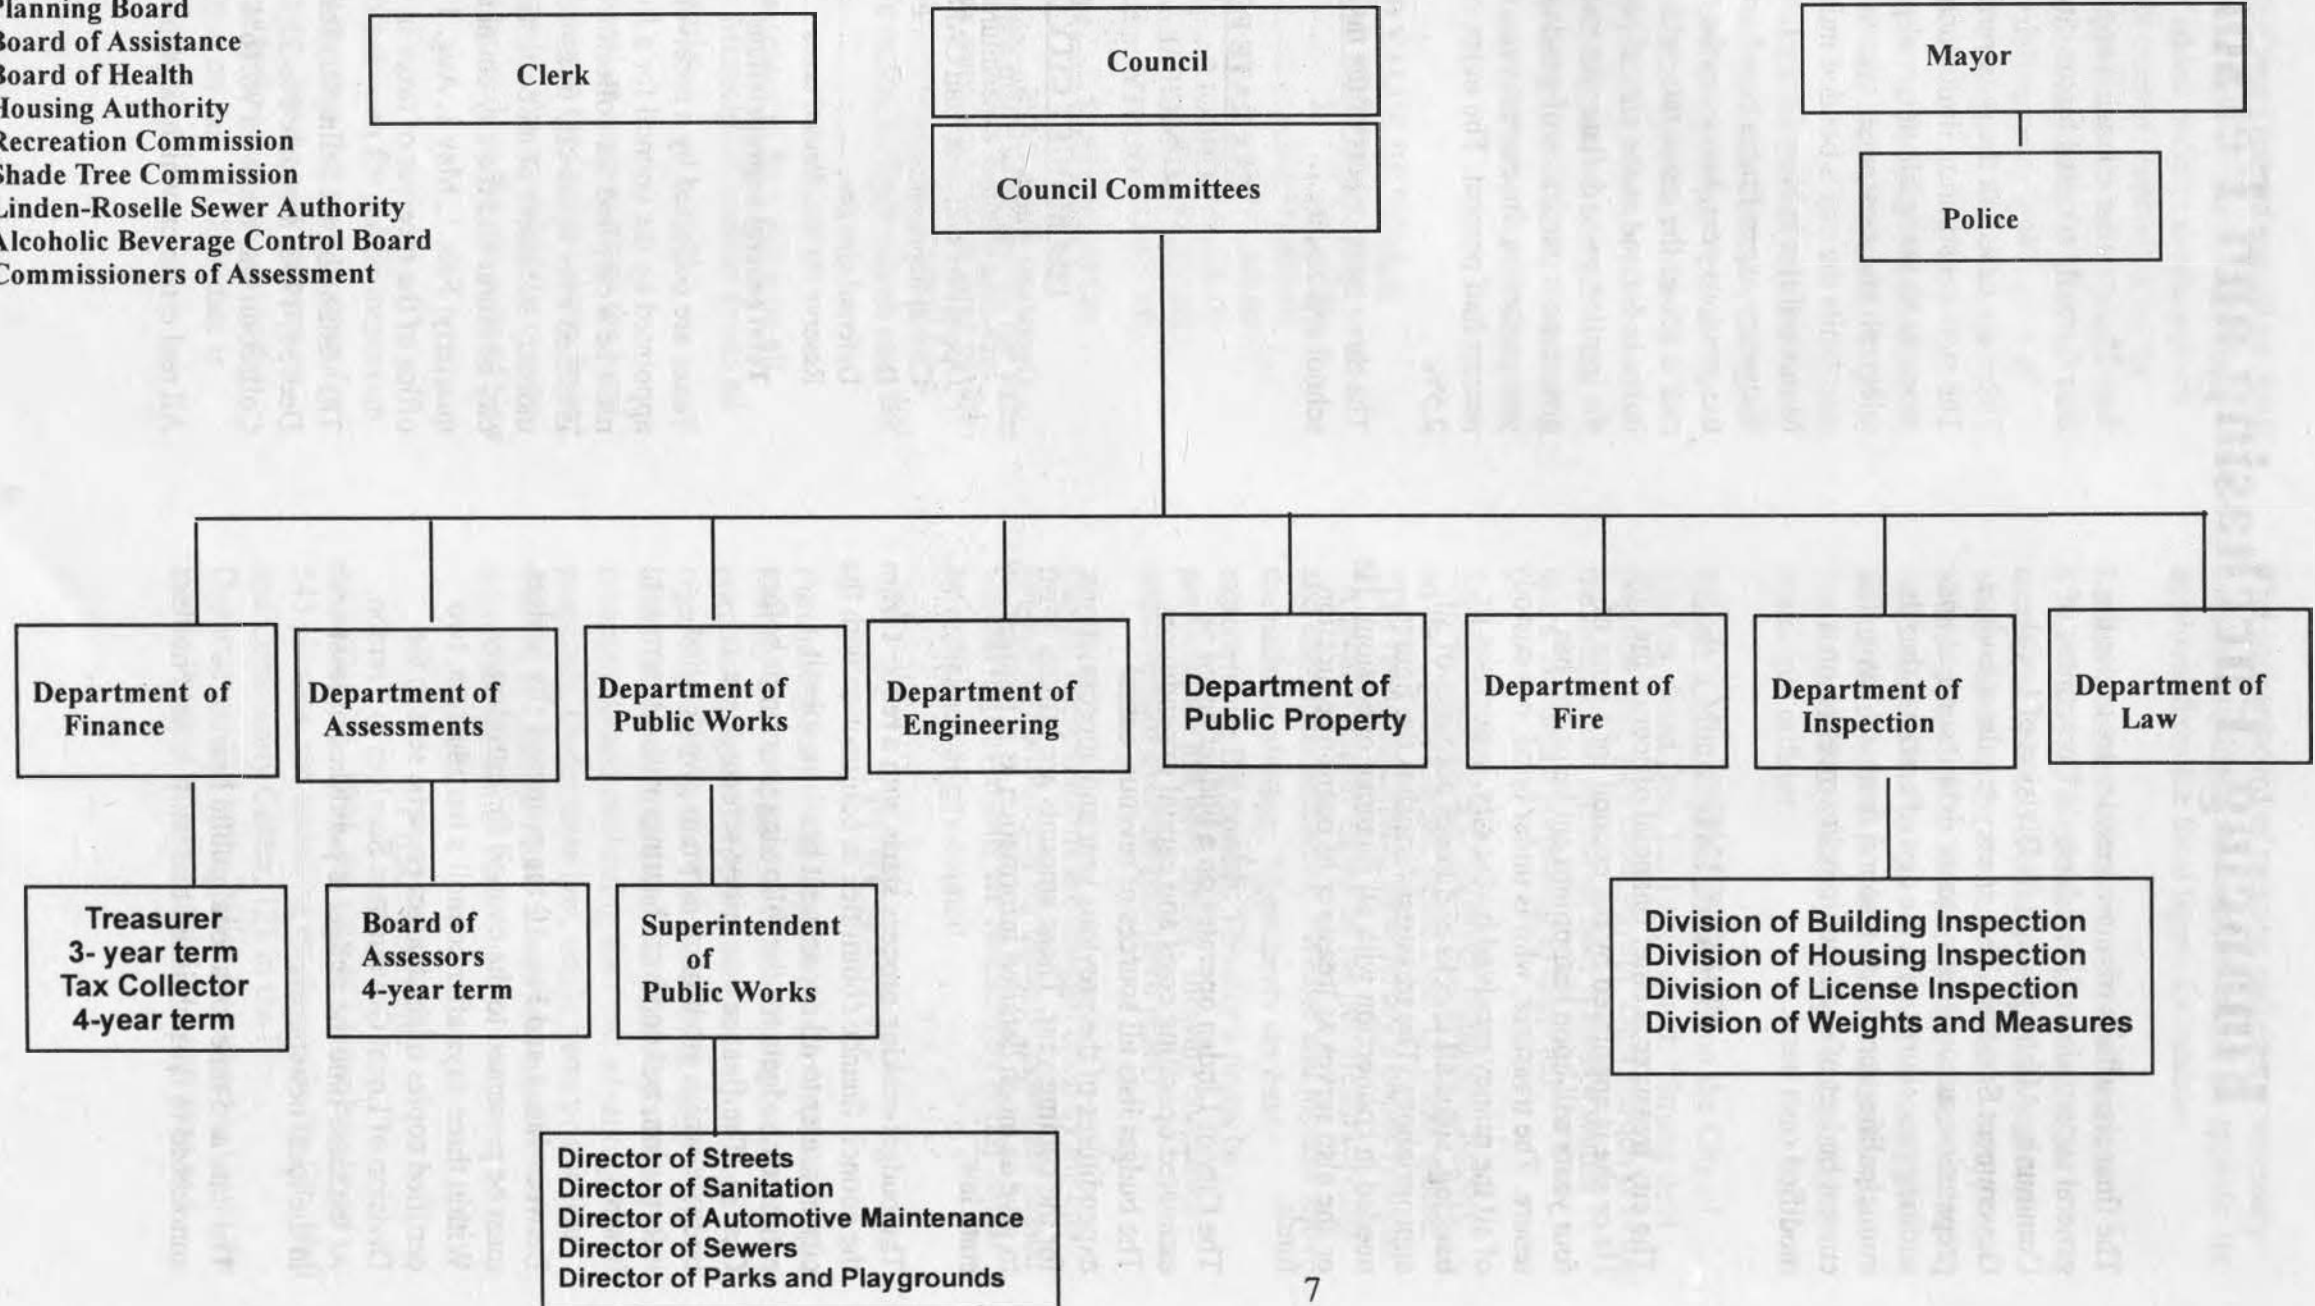 Planning Board
Board of Assistance
Board of Health
Housing Authority
Recreation Commission
Shade Tree Commission
Linden-Roselle Sewer Authority
Alcoholic Beverage Control Board
Commissioners of Assessment
Clerk
Council
Council Committees
Mayor
Police
Department of
Finance
Department of
Assessments
Department of
Public Works
Department of
Engineering
Department of
Public Property
Department of
Fire
Department of
Inspection
Department of
Law
Treasurer
3- year term
Tax Collector
4-year term
Board of
Assessors
4-year term
Superintendent
of
Public Works
Division of Building Inspection
Division of Housing Inspection
Division of License Inspection
Division of Weights and Measures
Director of Streets
Director of Sanitation
Director of Automotive Maintenance
Director of Sewers
Director of Parks and Playgrounds
7